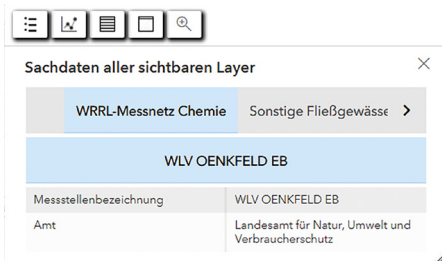 Sachdaten aller sichtbaren Layer
WRRL-Messnetz Chemie Sonstige Fließgewässe
WLV OENKFELD EB
Messstellenbezeichnung WLV OENKFELD EB
Amt Landesamt für Natur, Umwelt und
Verbraucherschutz